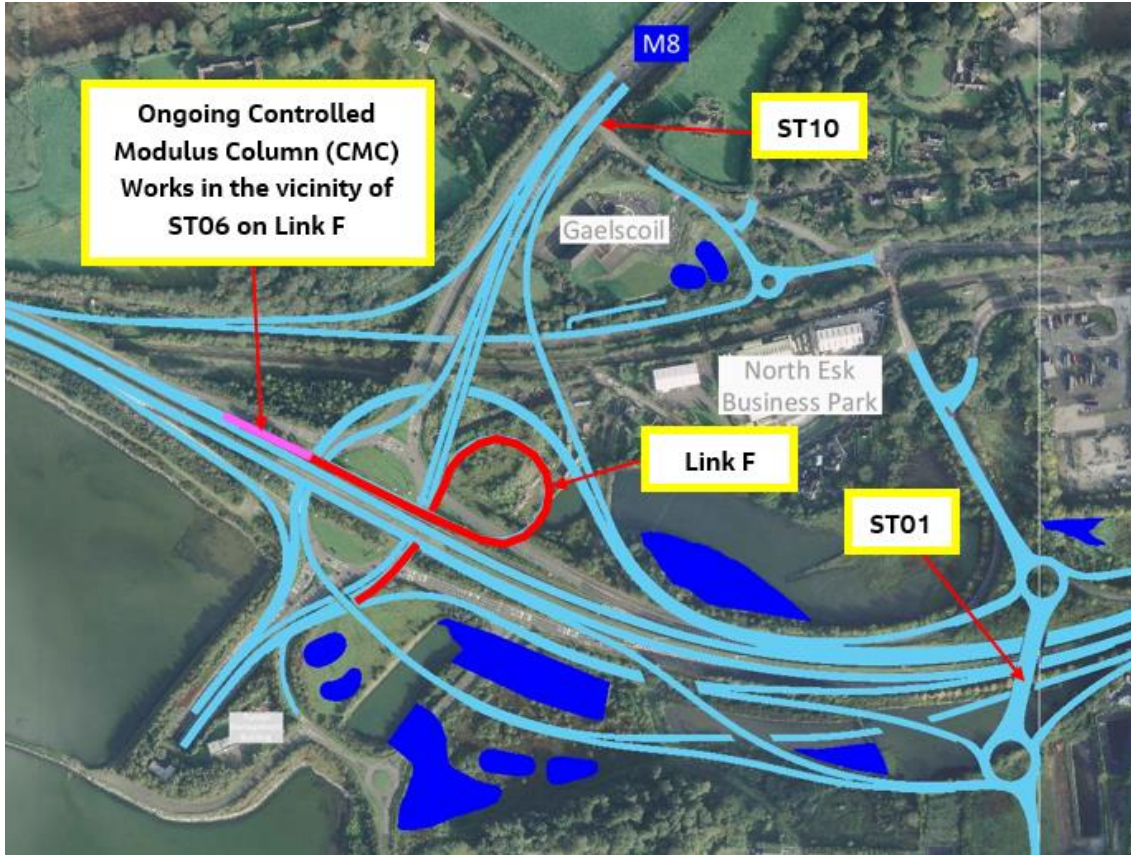 M8
Ongoing Controlled
Modulus Column (CMC)
Works in the vicinity of
ST06 on Link F
ST10
Gaelscoil
North Esk
Business Park
Link F
ST01